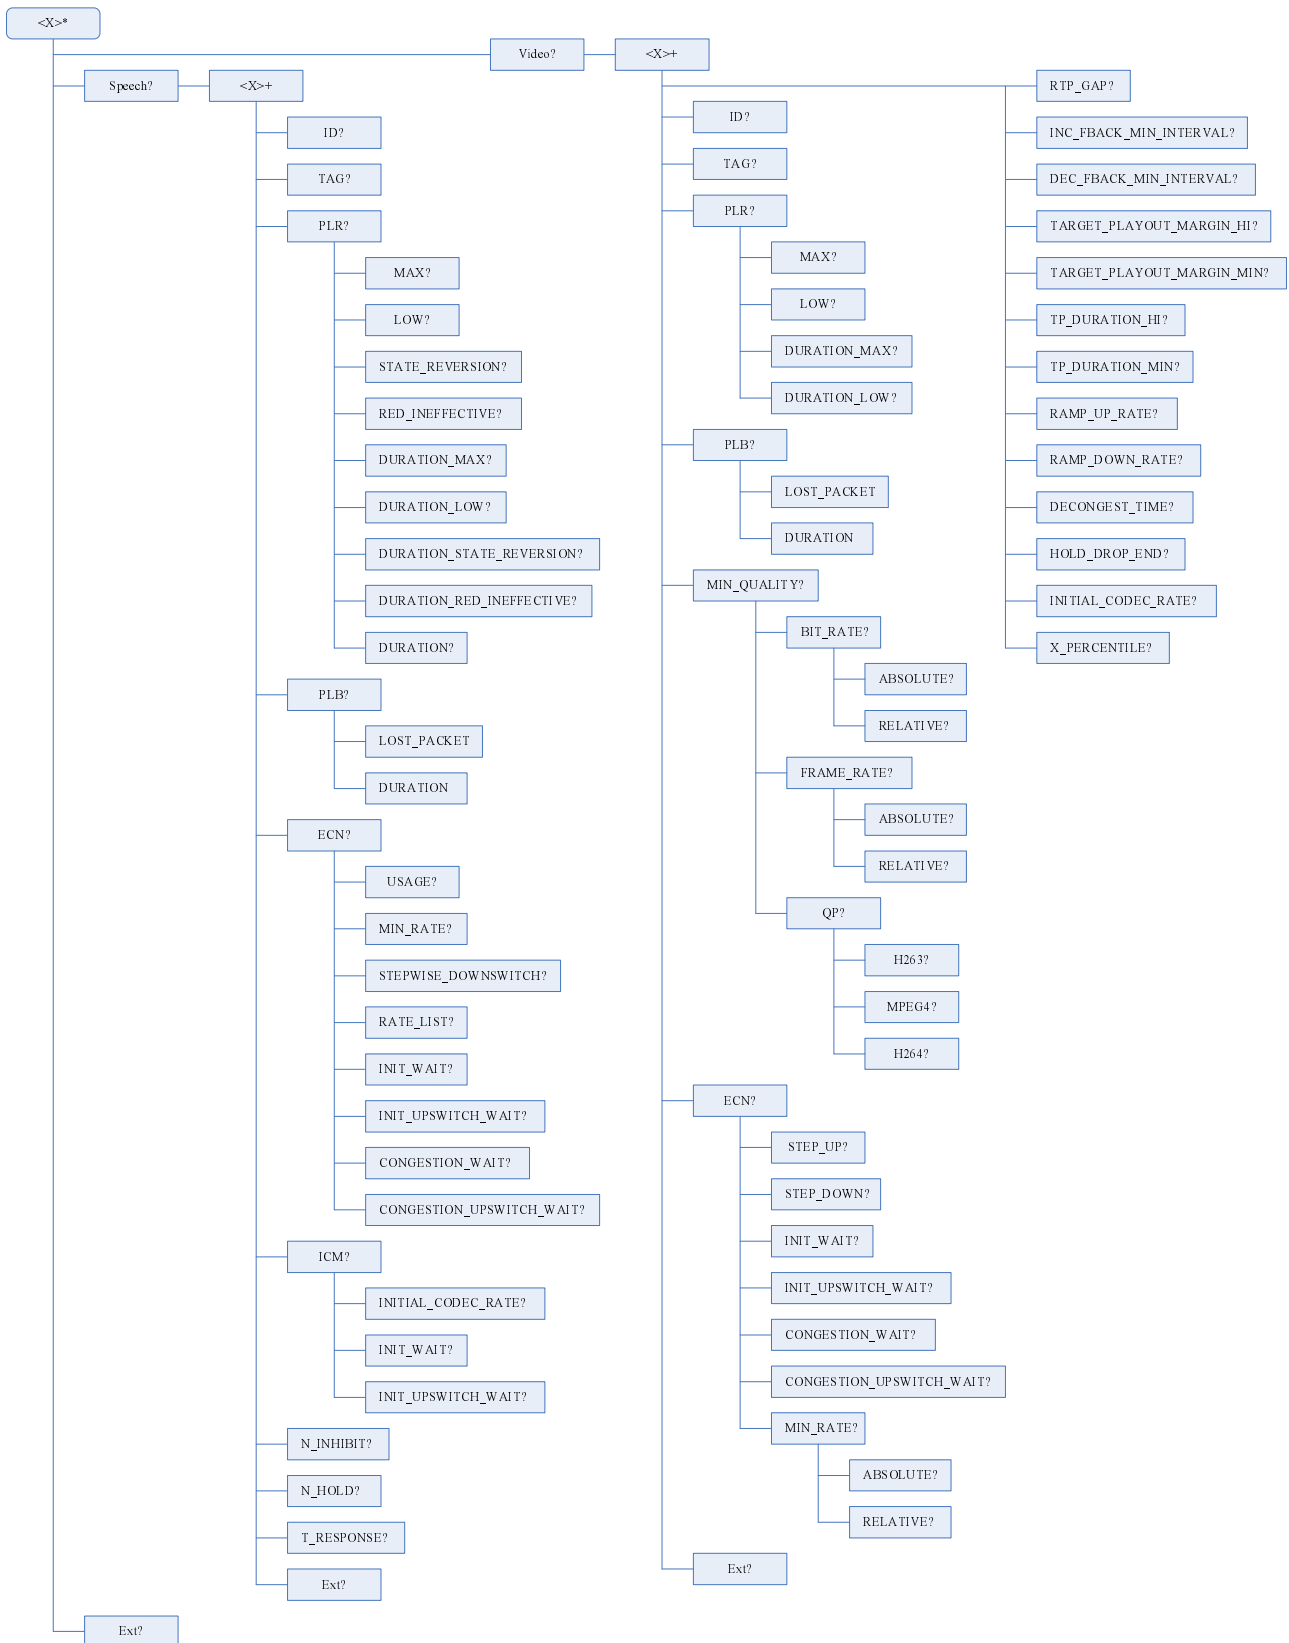 <X>*
Video?
<X>+
Speech?
<X>+
ID?
TAG?
PLR?
MAX?
LOW?
STATE_REVERSION?
RED_INEFFECTIVE?
DURATION_MAX?
DURATION_LOW?
DURATION_STATE_REVERSION?
DURATION_RED_INEFFECTIVE?
DURATION?
PLB?
LOST_PACKET
DURATION
ECN?
USAGE?
MIN_RATE?
STEPWISE_DOWNSWITCH?
RATE_LIST?
INIT_WAIT?
INIT_UPSWITCH_WAIT?
CONGESTION_WAIT?
CONGESTION_UPSWITCH_WAIT?
ICM?
INITIAL_CODEC_RATE?
INIT_WAIT?
INIT_UPSWITCH_WAIT?
N_INHIBIT?
N_HOLD?
T_RESPONSE?
Ext?
Ext?
ID?
TAG?
PLR?
MAX?
LOW?
DURATION_MAX?
DURATION_LOW?
PLB?
LOST_PACKET
DURATION
MIN_QUALITY?
BIT_RATE?
ABSOLUTE?
RELATIVE?
FRAME_RATE?
ABSOLUTE?
RELATIVE?
QP?
H263?
MPEG4?
H264?
ECN?
STEP_UP?
STEP_DOWN?
INIT_WAIT?
INIT_UPSWITCH_WAIT?
CONGESTION_WAIT?
CONGESTION_UPSWITCH_WAIT?
MIN_RATE?
ABSOLUTE?
RELATIVE?
Ext?
RTP_GAP?
INC_FBACK_MIN_INTERVAL?
DEC_FBACK_MIN_INTERVAL?
TARGET_PLAYOUT_MARGIN_HI?
TARGET_PLAYOUT_MARGIN_MIN?
TP_DURATION_HI?
TP_DURATION_MIN?
RAMP_UP_RATE?
RAMP_DOWN_RATE?
DECONGEST_TIME?
HOLD_DROP_END?
INITIAL_CODEC_RATE?
X_PERCENTILE?